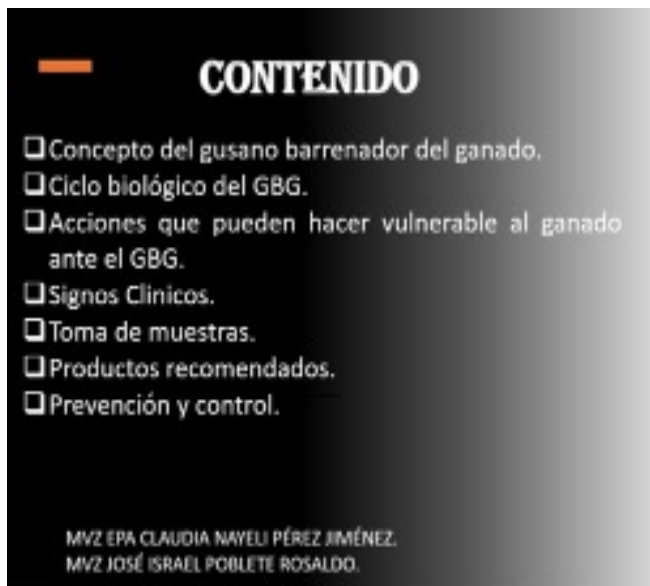 CONTENIDO
❑Concepto del gusano barrenador del ganado.
❑Ciclo biológico del GBG.
❑Acciones que pueden hacer vulnerable al ganado
ante el GBG.
❑Signos Clinicos.
❑Toma de muestras.
❑Productos recomendados.
❑Prevención y control.
MVZ EPA CLAUDIA NAYELI PÉREZ JIMÉNEZ.
MVZ JOSÉ ISRAEL POBLETE ROSALDO.